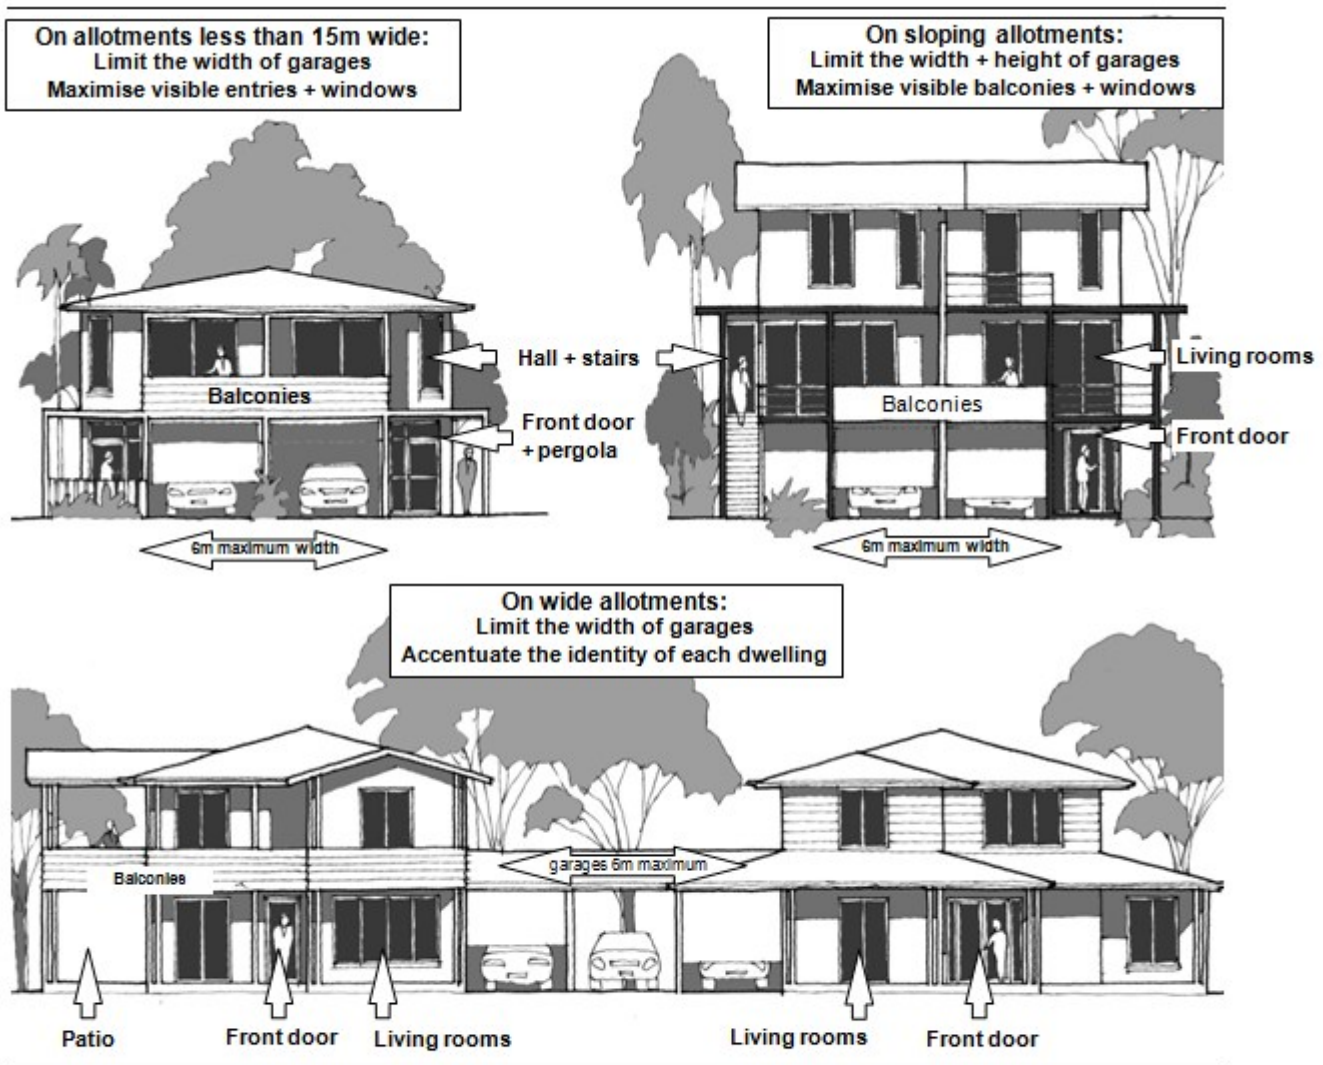 On allotments less than 15m wide:
Limit the width of garages
Maximise visible entries + windows
On sloping allotments:
Limit the width + height of garages
Maximise visible balconies + windows
Hall + stairs
Living rooms
Balconies
Balconies
Front door
+ pergola
Front door
6m maximum width
6m maximum width
On wide allotments:
Limit the width of garages
Accentuate the identity of each dwelling
garages 6m maximum
Balconies
Patio
Front door
Living rooms
Living rooms
Front door